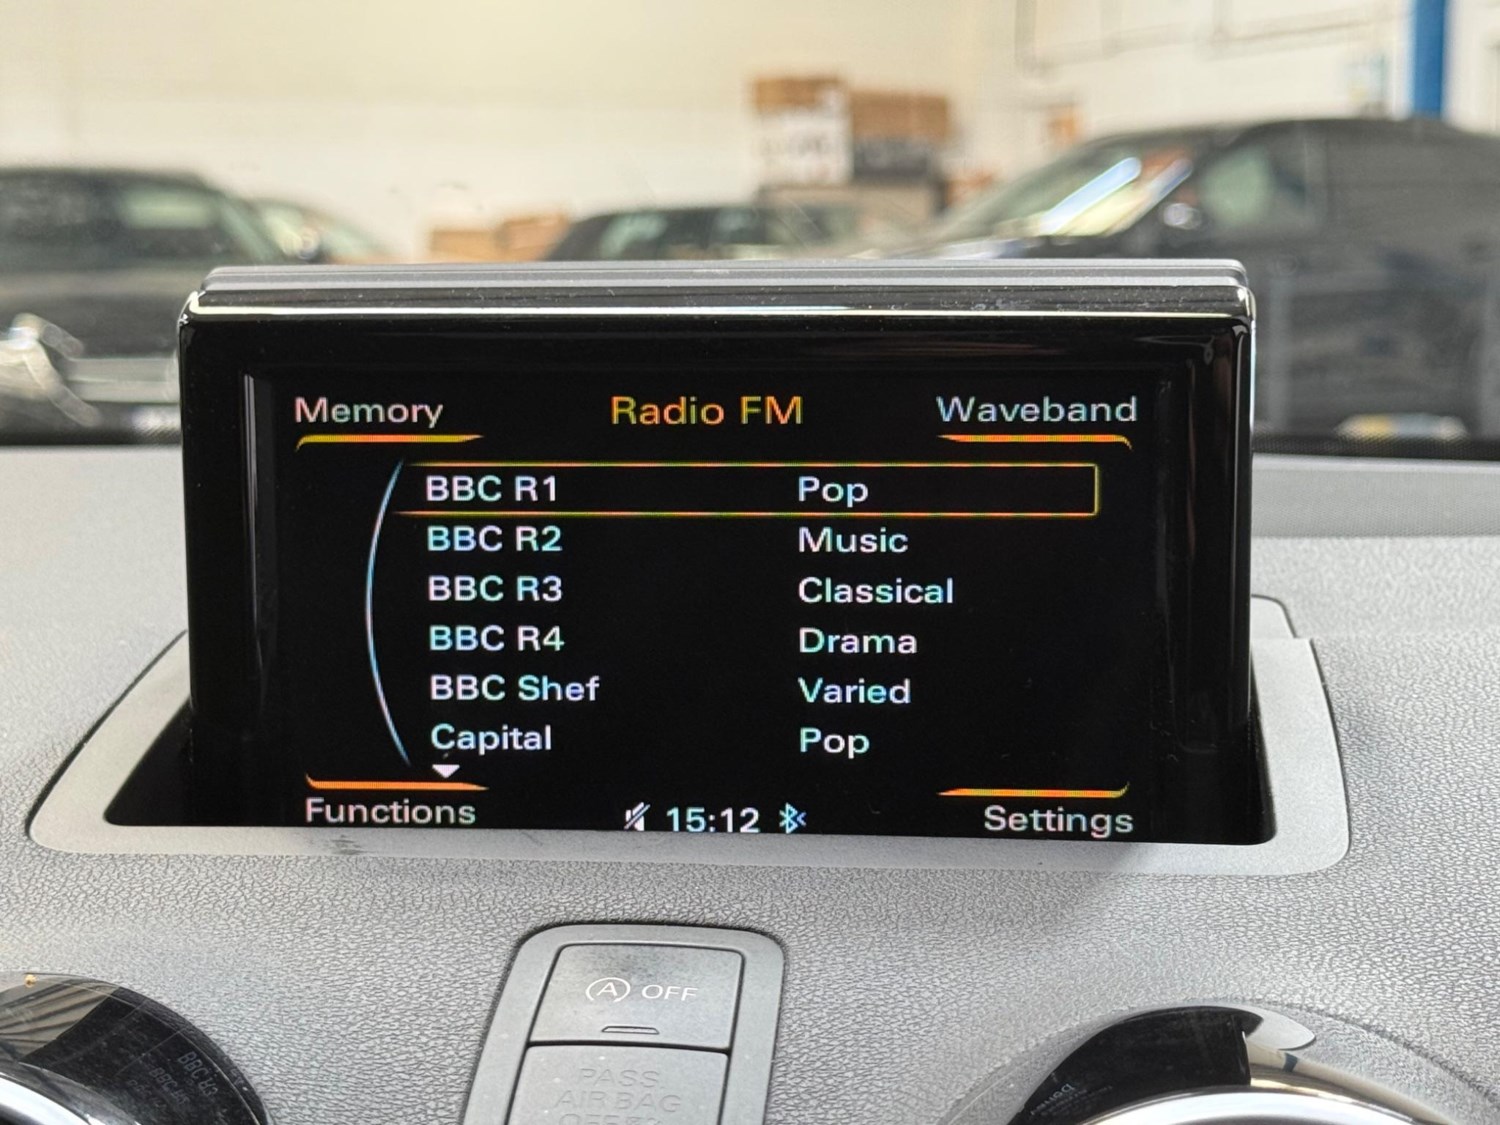 Memory Radio FM Waveband
BBC R1 Pop
BBC R2 Music
BBC R3 Classical
BBC R4 Drama
BBC Shef Varied
Capital Pop
Functions 15:12 Settings
A OFF
PASS
AIR BAG